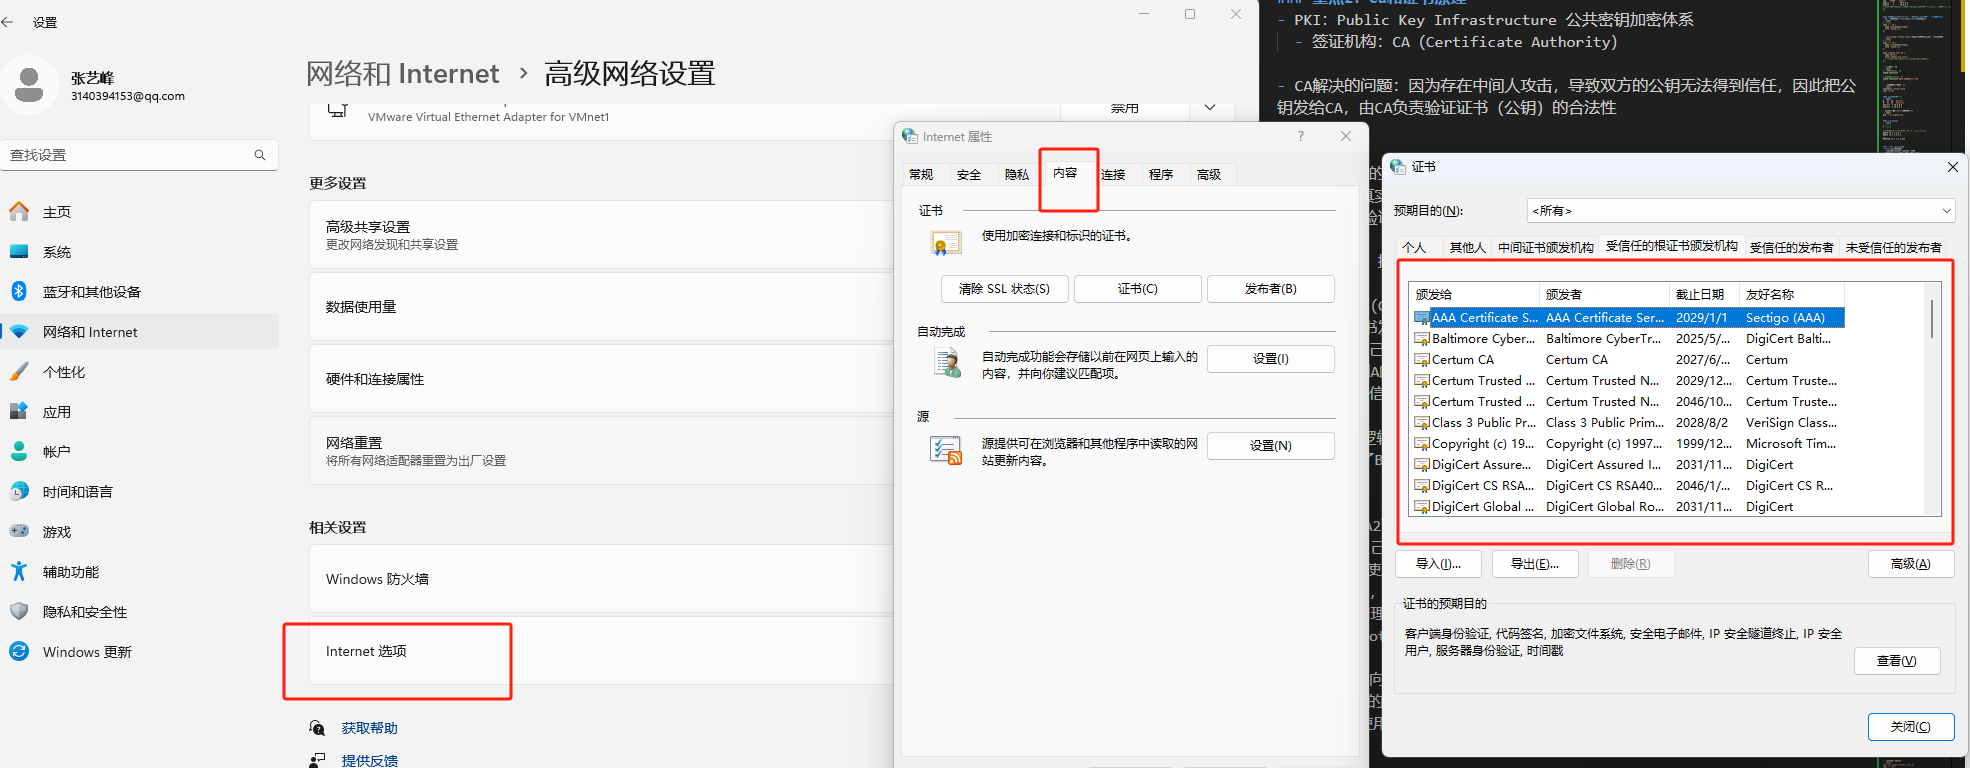 设置
张艺峰
3140394153@qq.com
查找设置
主页
系统
蓝牙和其他设备
网络和 Internet
个性化
应用
帐户
时间和语言
游戏
辅助功能
隐私和安全性
Windows 更新
网络和 Internet › 高级网络设置
VMware Virtual Ethernet Adapter for VMnet1
禁用
更多设置
高级共享设置
更改网络发现和共享设置
数据使用量
硬件和连接属性
网络重置
将所有网络适配器重置为出厂设置
相关设置
Windows 防火墙
Internet 选项
获取帮助
提供反馈
- PKI: Public Key Infrastructure 公共密钥加密体系
- 签证机构: CA (Certificate Authority)
- CA解决的问题: 因为存在中间人攻击, 导致双方的公钥无法得到信任, 因此把公
钥发给CA, 由CA负责验证证书 (公钥) 的合法性
Internet 属性
?
常规 安全 隐私 内容 连接 程序 高级
证书
使用加密连接和标识的证书。
清除 SSL 状态(S) 证书(C) 发布者(B)
自动完成
自动完成功能会存储以前在网页上输入的
内容，并向你建议匹配项。
设置(I)
源
源提供可在浏览器和其他程序中读取的网
站更新内容。
设置(N)
证书
预期目的(N): <所有>
个人 其他人 中间证书颁发机构 受信任的根证书颁发机构 受信任的发布者 未受信任的发布者
颁发给 颁发者 截止日期 友好名称
AAA Certificate S... AAA Certificate Ser... 2029/1/1 Sectigo (AAA)
Baltimore Cyber... Baltimore CyberTr... 2025/5/... DigiCert Balti...
Certum CA Certum CA 2027/6/... Certum
Certum Trusted ... Certum Trusted N... 2029/12... Certum Truste...
Certum Trusted ... Certum Trusted N... 2046/10... Certum Truste...
Class 3 Public Pr... Class 3 Public Prim... 2028/8/2 VeriSign Class...
Copyright (c) 19... Copyright (c) 1997... 1999/12... Microsoft Tim...
DigiCert Assure... DigiCert Assured I... 2031/11... DigiCert
DigiCert CS RSA... DigiCert CS RSA40... 2046/1/... DigiCert CS R...
DigiCert Global ... DigiCert Global Ro... 2031/11... DigiCert
导入(I)... 导出(E)... 删除(R) 高级(A)
证书的预期目的
客户端身份验证, 代码签名, 加密文件系统, 安全电子邮件, IP 安全隧道终止, IP 安全
用户, 服务器身份验证, 时间戳
查看(V)
关闭(C)